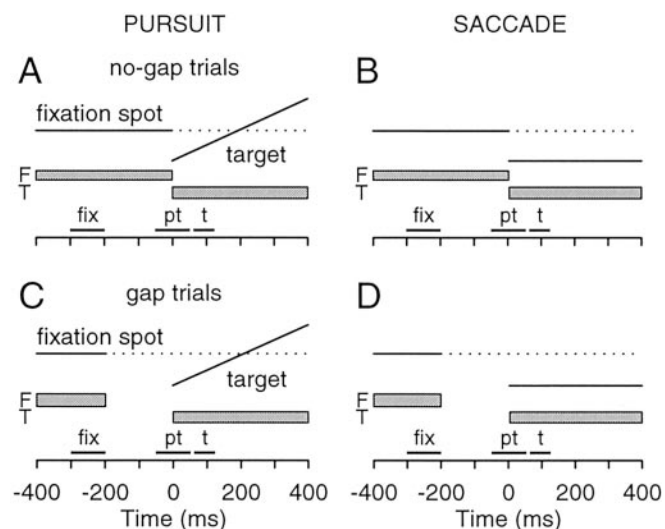 PURSUIT
SACCADE
A
no-gap trials
B
fixation spot
target
F
T
fix
pt
t
F
T
fix
pt
t
C
gap trials
D
fixation spot
target
F
T
fix
pt
t
F
T
fix
pt
t
-400 -200 0 200 400
-400 -200 0 200 400
Time (ms)
Time (ms)